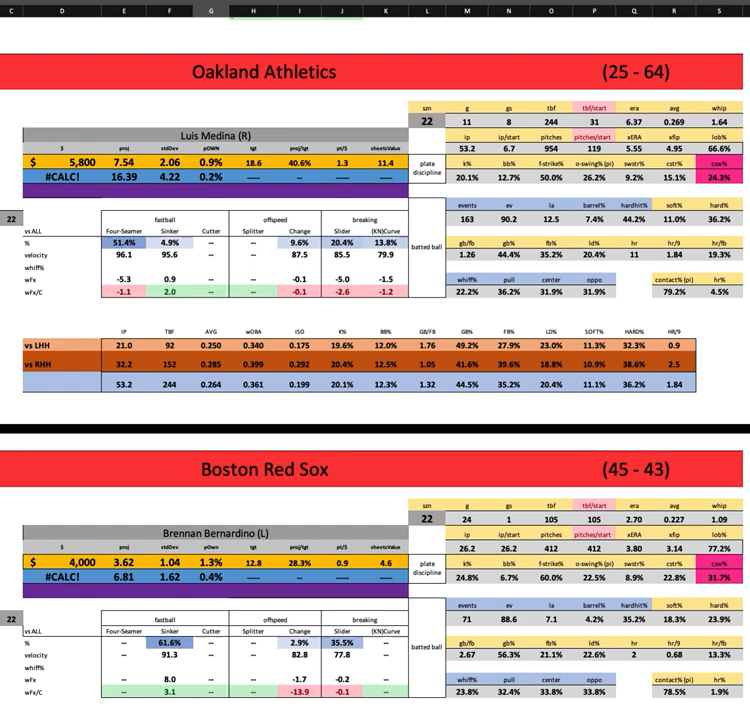 C D E F G H I J K L M N O P Q R S
Oakland Athletics (25 - 64)
szn g gs tbf tbf/start era avg whip
22 11 8 244 31 6.37 0.269 1.64
Luis Medina (R) ip ip/start pitches pitches/start xERA xfip lob%
$ proj stdDev pOWN tgt proj/tgt pt/$ sheetsValue 53.2 6.7 954 119 5.55 4.95 66.6%
$ 5,800 7.54 2.06 0.9% 18.6 40.6% 1.3 11.4 plate discipline k% bb% f-strike% o-swing% (pi) swstr% cstr% csw%
#CALC! 16.39 4.22 0.2% --- -- --- --- 20.1% 12.7% 50.0% 26.2% 9.2% 15.1% 24.3%
events ev la barrel% hardhit% soft% hard%
22 fastball offspeed breaking 163 90.2 12.5 7.4% 44.2% 11.0% 36.2%
vs ALL Four-Seamer Sinker Cutter Splitter Change Slider (KN)Curve
% 51.4% 4.9% -- -- 9.6% 20.4% 13.8% batted ball gb/fb gb% fb% ld% hr hr/9 hr/fb
velocity 96.1 95.6 87.5 85.5 79.9 1.26 44.4% 35.2% 20.4% 11 1.84 19.3%
whiff%
wFx -5.3 0.9 -0.1 -5.0 -1.5 whiff% pull center oppo contact% (pi) hr%
wFx/C -1.1 2.0 -- -- -0.1 -2.6 -1.2 22.2% 36.2% 31.9% 31.9% 79.2% 4.5%
IP TBF AVG wOBA ISO K% BB% GB/FB GB% FB% LD% SOFT% HARD% HR/9
vs LHH 21.0 92 0.250 0.340 0.175 19.6% 12.0% 1.76 49.2% 27.9% 23.0% 11.3% 32.3% 0.9
vs RHH 32.2 152 0.285 0.399 0.292 20.4% 12.5% 1.05 41.6% 39.6% 18.8% 10.9% 38.6% 2.5
53.2 244 0.264 0.361 0.199 20.1% 12.3% 1.32 44.5% 35.2% 20.4% 11.1% 36.2% 1.84
Boston Red Sox (45 - 43)
szn g gs tbf tbf/start era avg whip
22 24 1 105 105 2.70 0.227 1.09
Brennan Bernardino (L) ip ip/start pitches pitches/start xERA xfip lob%
$ proj stdDev pOwn tgt proj/tgt pt/$ sheetsValue 26.2 26.2 412 412 3.80 3.14 77.2%
$ 4,000 3.62 1.04 1.3% 12.8 28.3% 0.9 4.6 plate discipline k% bb% f-strike% o-swing% (pi) swstr% cstr% csw%
#CALC! 6.81 1.62 0.4% --- -- --- --- 24.8% 6.7% 60.0% 22.5% 8.9% 22.8% 31.7%
events ev la barrel% hardhit% soft% hard%
22 fastball offspeed breaking 71 88.6 7.1 4.2% 35.2% 18.3% 23.9%
vs ALL Four-Seamer Sinker Cutter Splitter Change Slider (KN)Curve
% -- 61.6% -- -- 2.9% 35.5% -- batted ball gb/fb gb% fb% ld% hr hr/9 hr/fb
velocity 91.3 82.8 77.8 2.67 56.3% 21.1% 22.6% 2 0.68 13.3%
whiff%
wFx 8.0 -1.7 -0.2 whiff% pull center oppo contact% (pi) hr%
wFx/C -- 3.1 -- -- -13.9 -0.1 -- 23.8% 32.4% 33.8% 33.8% 78.5% 1.9%